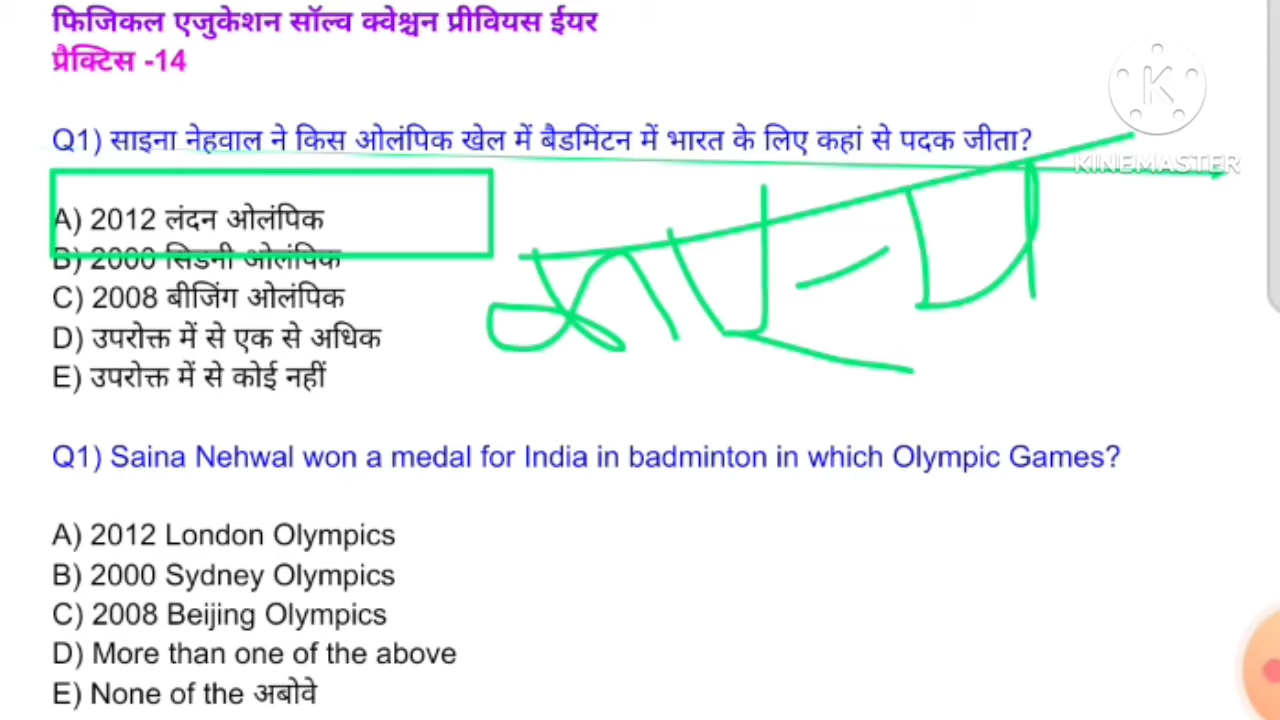 फिजिकल एजुकेशन सॉल्व क्वेश्चन प्रीवियस ईयर
प्रैक्टिस -14
KINEMASTER
Q1) साइना नेहवाल ने किस ओलंपिक खेल में बैडमिंटन में भारत के लिए कहां से पदक जीता?
A) 2012 लंदन ओलंपिक
B) 2000 सिडनी ओलंपिक
C) 2008 बीजिंग ओलंपिक
D) उपरोक्त में से एक से अधिक
E) उपरोक्त में से कोई नहीं
Q1) Saina Nehwal won a medal for India in badminton in which Olympic Games?
A) 2012 London Olympics
B) 2000 Sydney Olympics
C) 2008 Beijing Olympics
D) More than one of the above
E) None of the अबोवे